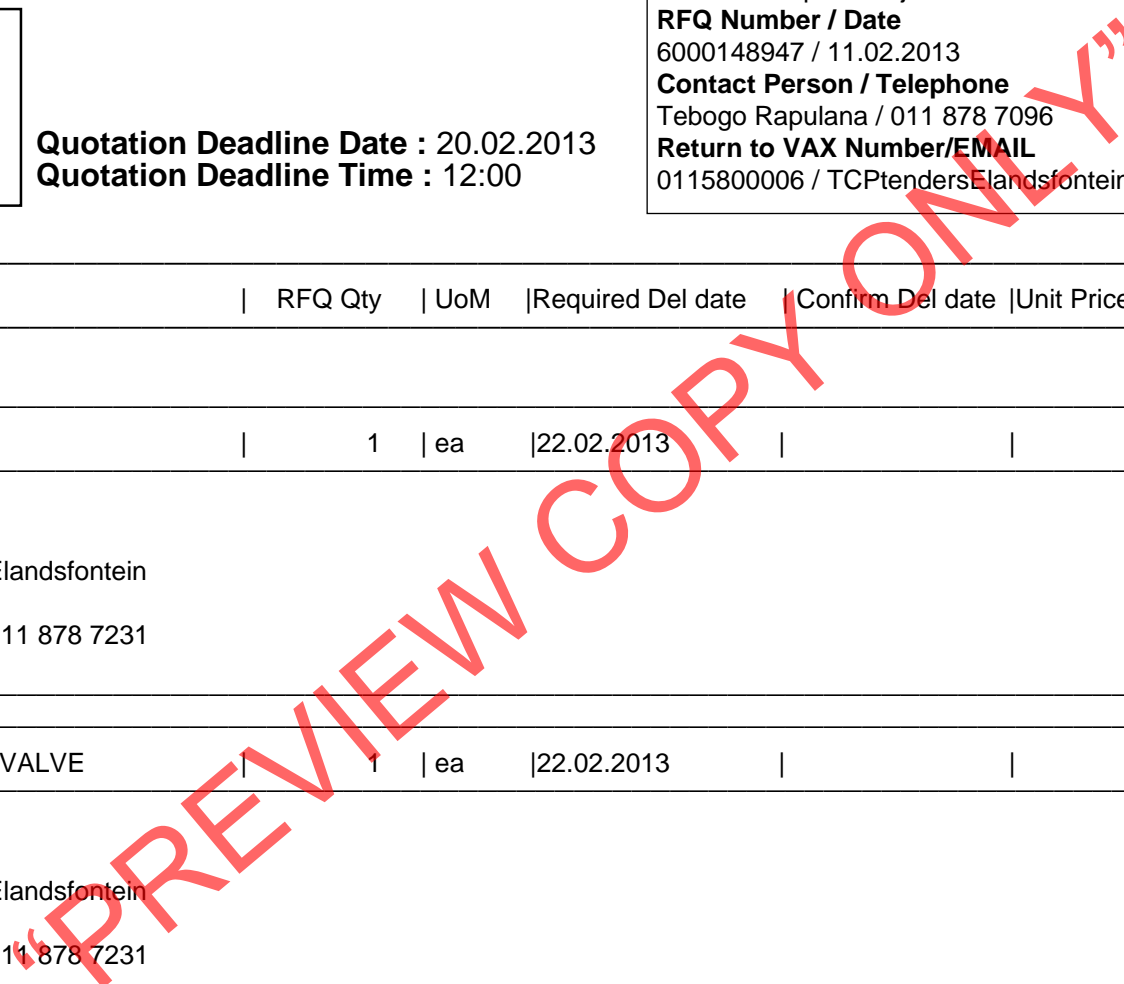 RFQ Number / Date
6000148947 / 11.02.2013
Contact Person / Telephone
Tebogo Rapulana / 011 878 7096
Return to VAX Number/EMAIL
0115800006 / TCPtendersElandsfontein
Quotation Deadline Date : 20.02.2013
Quotation Deadline Time : 12:00
| RFQ Qty | UoM |Required Del date | Confirm Del date |Unit Price
| 1 | ea |22.02.2013 | |
Elandsfontein
11 878 7231
VALVE | 1 | ea |22.02.2013 | |
Elandsfontein
11 878 7231
“PREVIEW COPY ONLY”